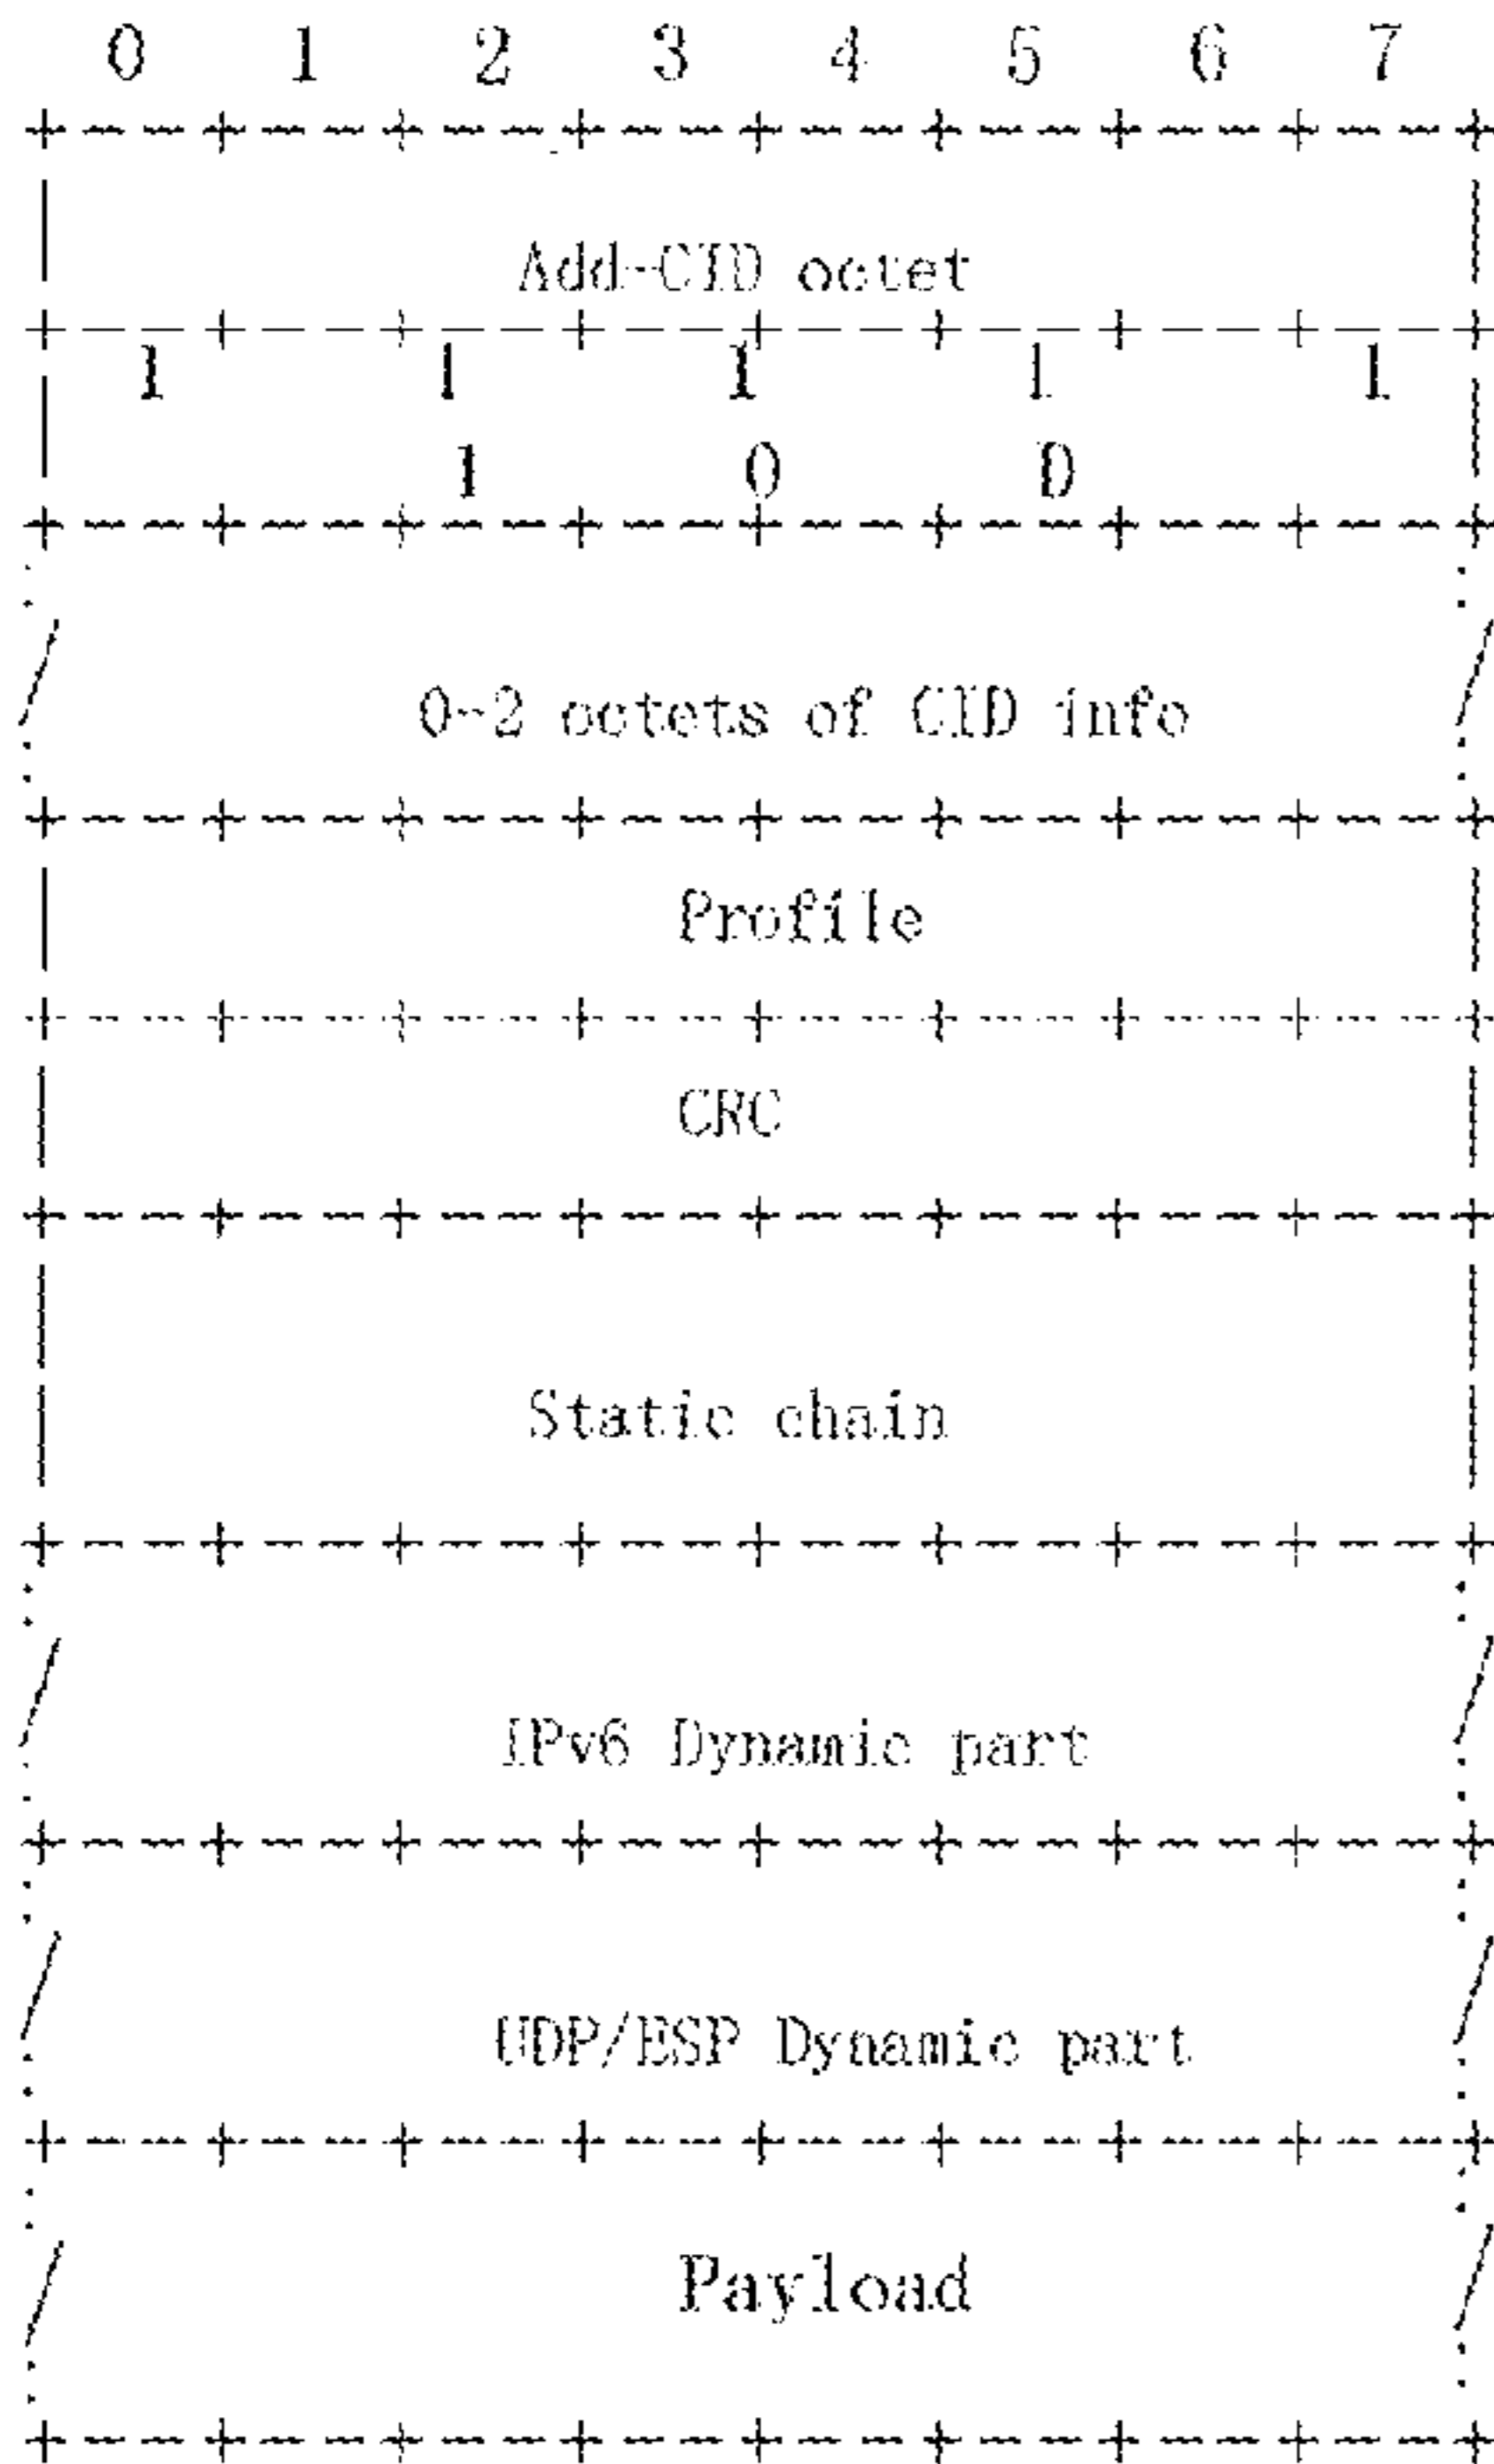 0 1 2 3 4 5 6 7
Add-CID octet
1 1 1 1 1
1 0 D
0-2 octets of CID info
Profile
CRC
Static chain
IPv6 Dynamic part
UDP/ESP Dynamic part
Payload